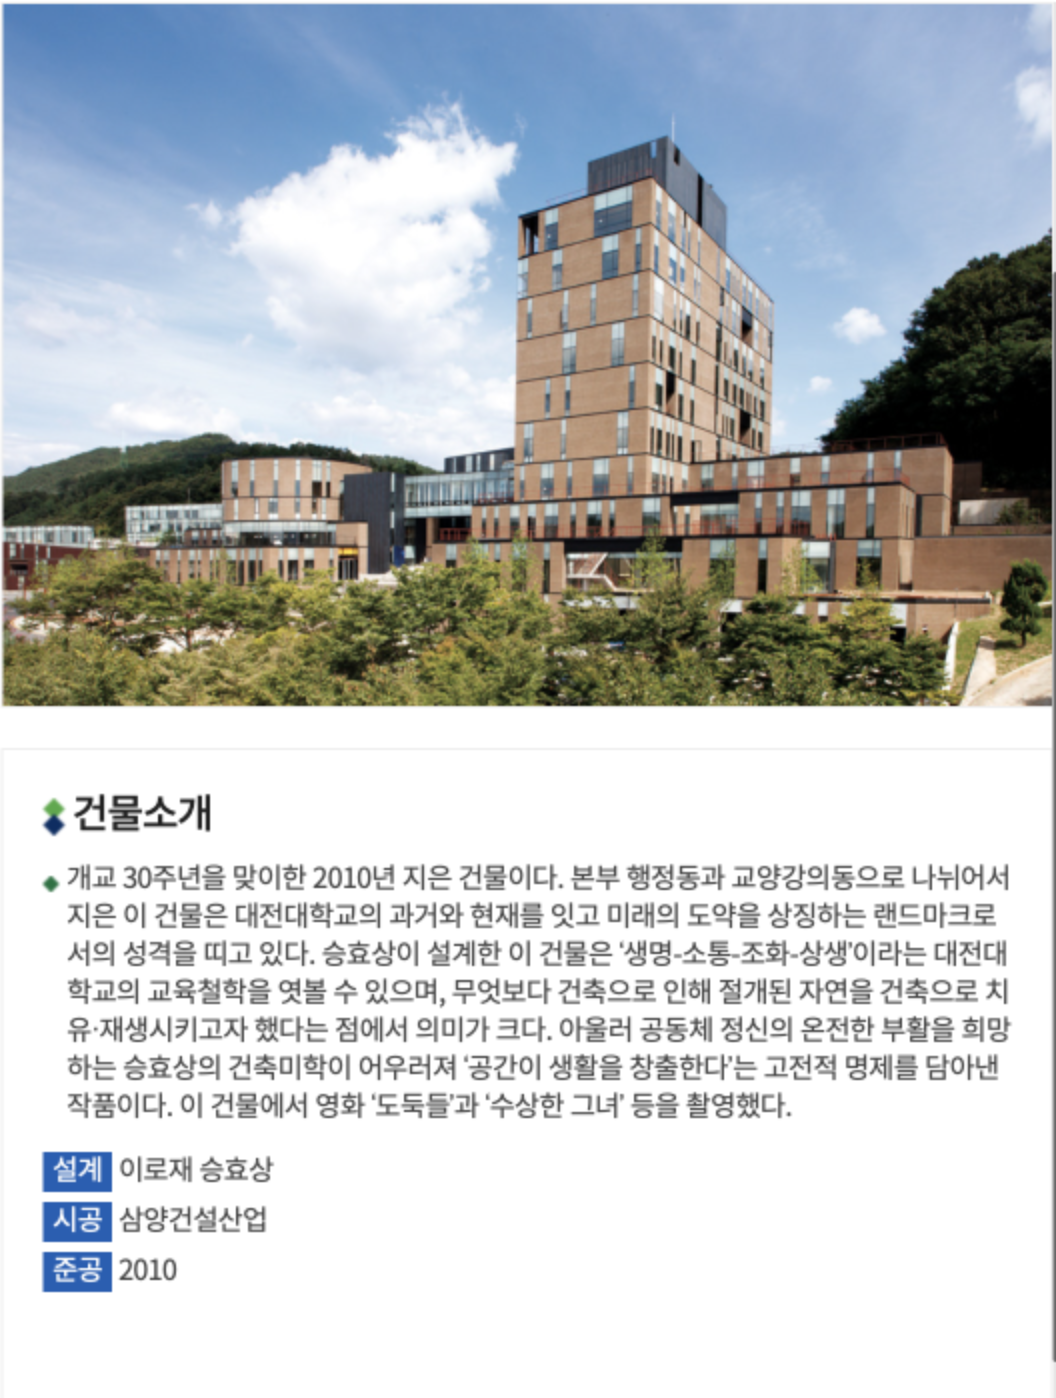 건물소개
개교 30주년을 맞이한 2010년 지은 건물이다. 본부 행정동과 교양강의동으로 나뉘어서
지은 이 건물은 대전대학교의 과거와 현재를 잇고 미래의 도약을 상징하는 랜드마크로
서의 성격을 띠고 있다. 승효상이 설계한 이 건물은 ‘생명-소통-조화-상생’이라는 대전대
학교의 교육철학을 엿볼 수 있으며, 무엇보다 건축으로 인해 절개된 자연을 건축으로 치
유·재생시키고자 했다는 점에서 의미가 크다. 아울러 공동체 정신의 온전한 부활을 희망
하는 승효상의 건축미학이 어우러져 ‘공간이 생활을 창출한다’는 고전적 명제를 담아낸
작품이다. 이 건물에서 영화 ‘도둑들’과 ‘수상한 그녀’ 등을 촬영했다.
설계 이로재 승효상
시공 삼양건설산업
준공 2010